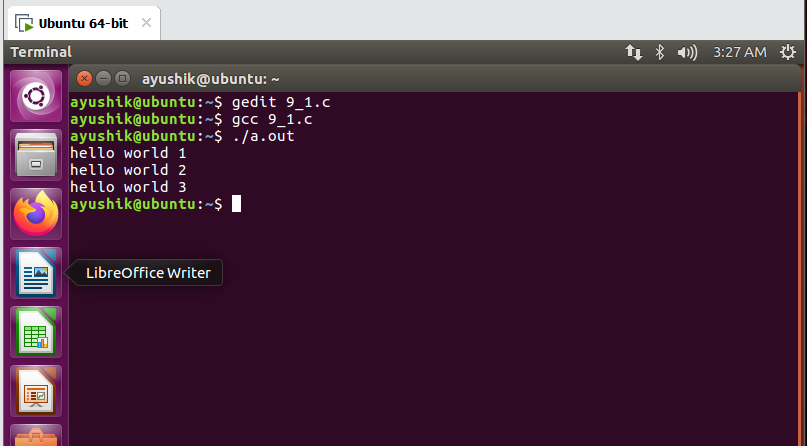 Ubuntu 64-bit
Terminal
3:27 AM
ayushik@ubuntu: ~
ayushik@ubuntu:~$ gedit 9_1.c
ayushik@ubuntu:~$ gcc 9_1.c
ayushik@ubuntu:~$ ./a.out
hello world 1
hello world 2
hello world 3
ayushik@ubuntu:~$
LibreOffice Writer